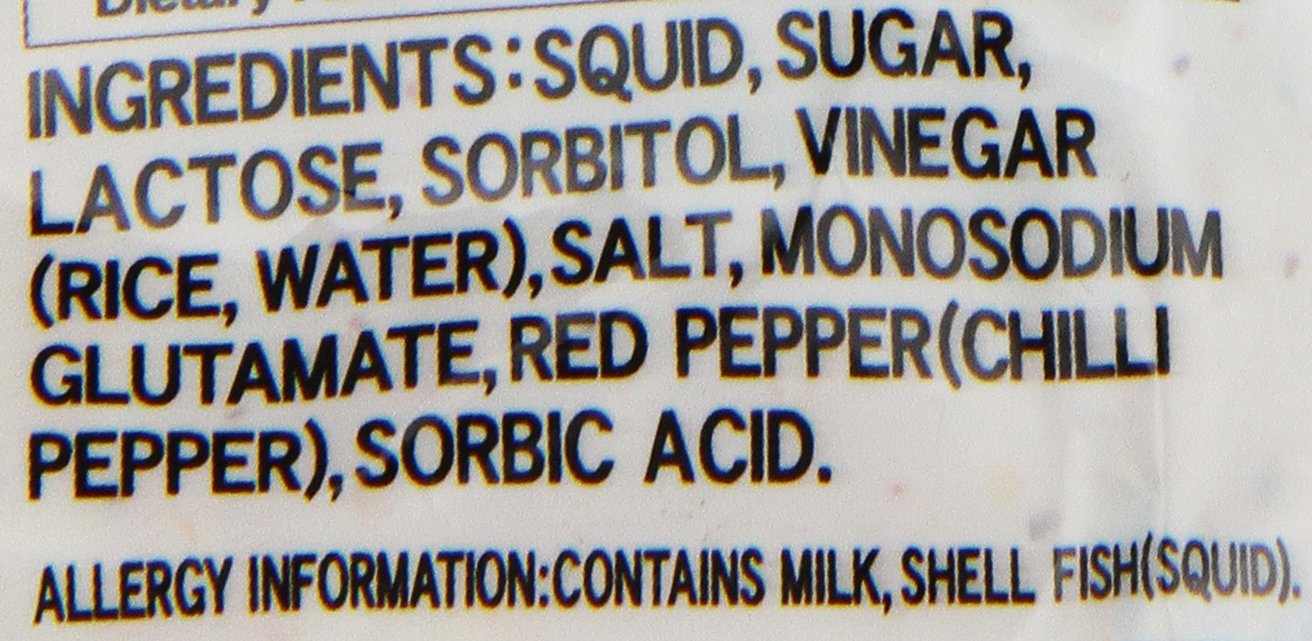 Dietary
INGREDIENTS:SQUID, SUGAR,
LACTOSE, SORBITOL, VINEGAR
(RICE, WATER),SALT, MONOSODIUM
GLUTAMATE, RED PEPPER(CHILLI
PEPPER), SORBIC ACID.
ALLERGY INFORMATION:CONTAINS MILK, SHELL FISH(SQUID).